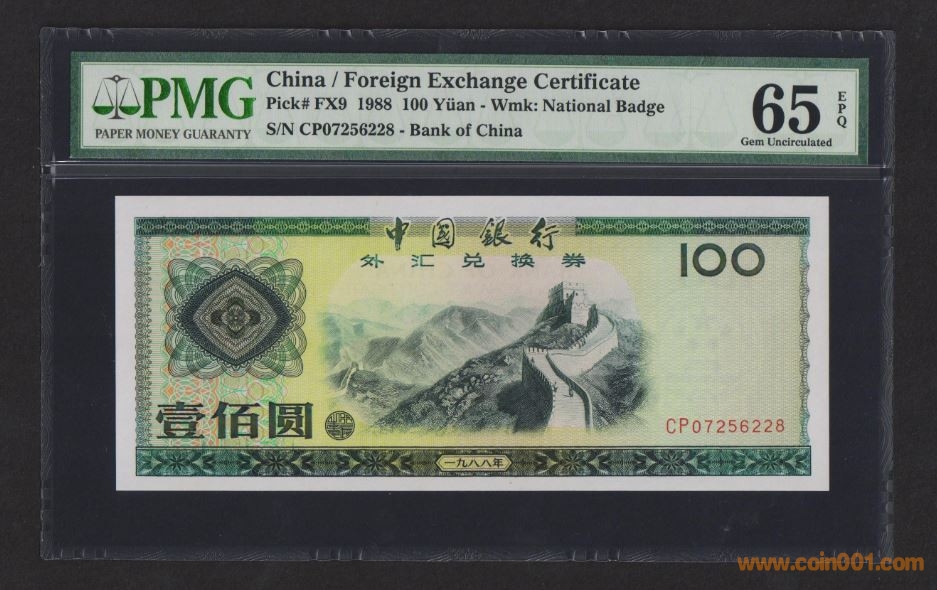 PMG
PAPER MONEY GUARANTY
China / Foreign Exchange Certificate
Pick# FX9 1988 100 Yüan - Wmk: National Badge
S/N CP07256228 - Bank of China
65 EPQ
Gem Uncirculated
中國銀行
外汇兑换券
100
壹佰圆
CP07256228
一九八八年
www.coin001.com